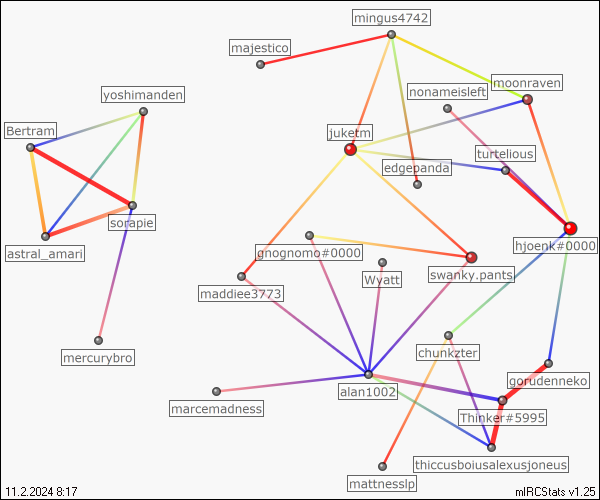 mingus4742
majestico
moonraven
nonameisleft
yoshimanden
Bertram
juketm
turtelious
edgepanda
sorapie
hjoenk#0000
astral_amari
gnognomo#0000
Wyatt
swanky.pants
maddiee3773
mercurybro
chunkzter
gorudenneko
alan1002
marcemadness
Thinker#5995
thiccusboiusalexusjoneus
mattnesslp
11.2.2024 8:17
mIRCStats v1.25